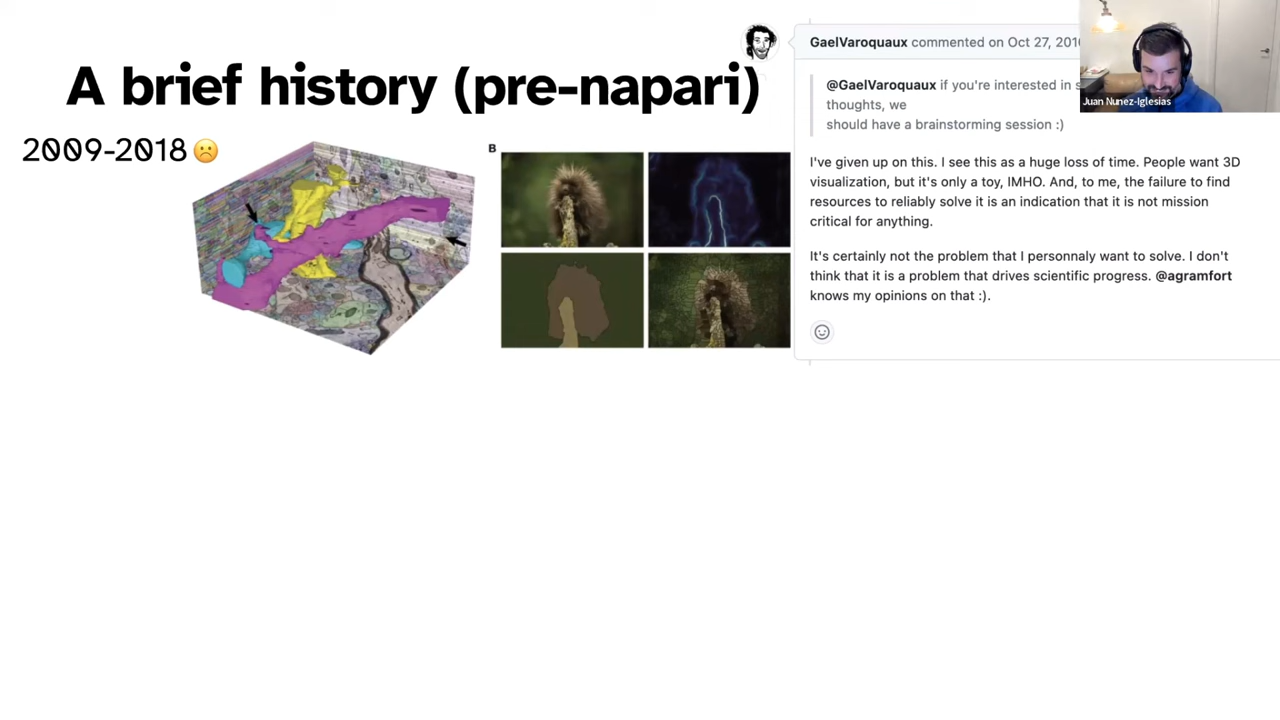 A brief history (pre-napari)
2009-2018 ☹️
B
GaelVaroquaux commented on Oct 27,
@GaelVaroquaux if you're interested in
thoughts, we
should have a brainstorming session :)
I've given up on this. I see this as a huge loss of time. People want 3D
visualization, but it's only a toy, IMHO. And, to me, the failure to find
resources to reliably solve it is an indication that it is not mission
critical for anything.
It's certainly not the problem that I personnaly want to solve. I don't
think that it is a problem that drives scientific progress. @agramfort
knows my opinions on that :).
Juan Nunez-Iglesias